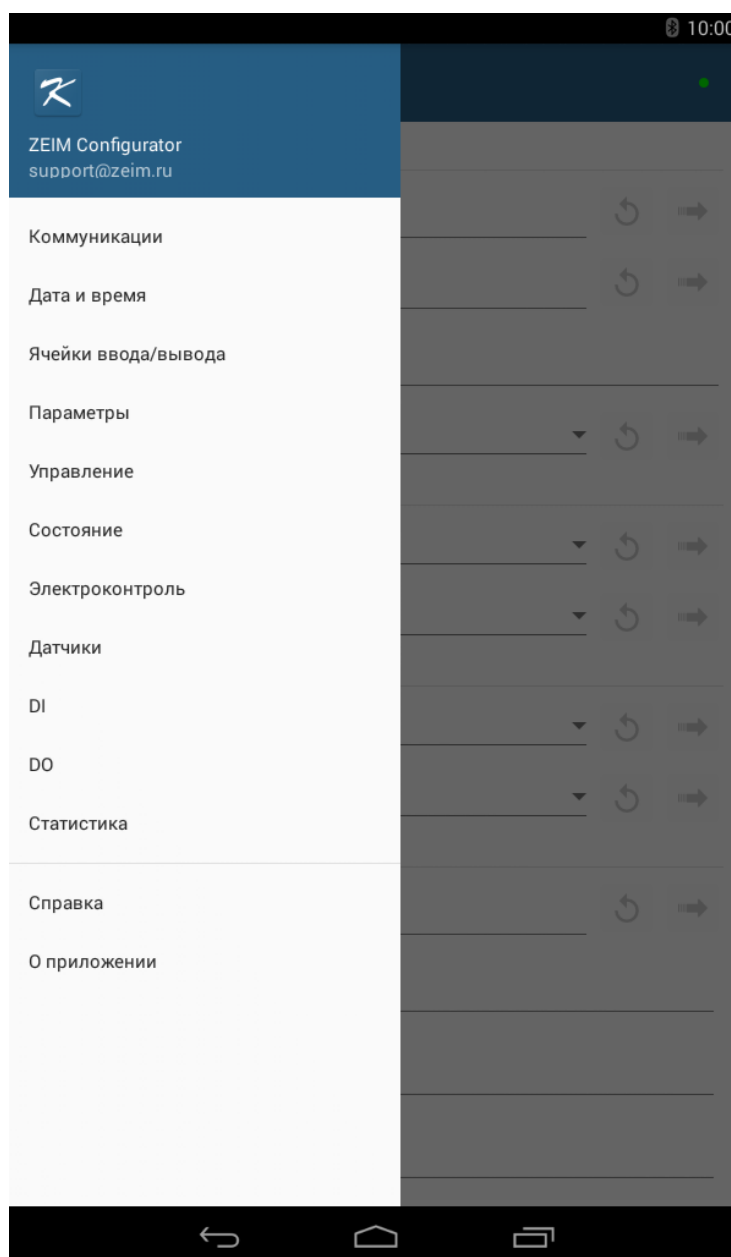 10:00
ZEIM Configurator
support@zeim.ru
Коммуникации
Дата и время
Ячейки ввода/вывода
Параметры
Управление
Состояние
Электроконтроль
Датчики
DI
DO
Статистика
Справка
О приложении